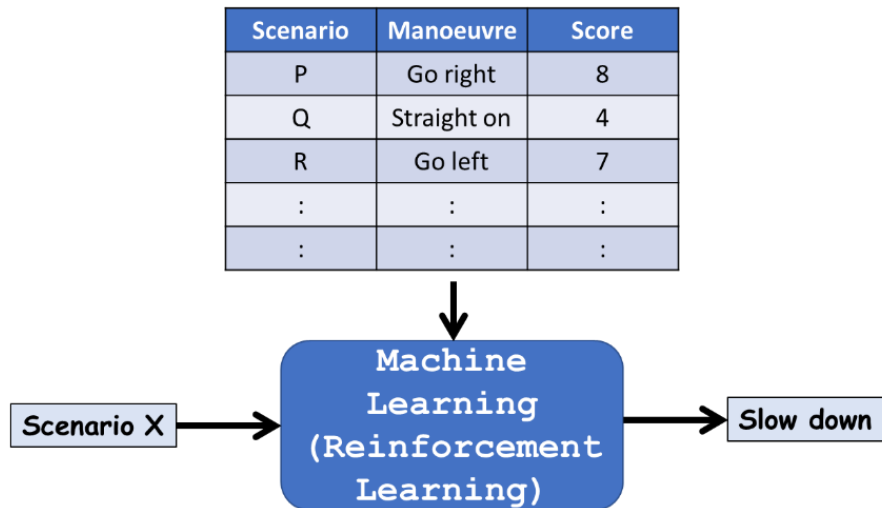 Scenario Manoeuvre Score
P Go right 8
Q Straight on 4
R Go left 7
: : :
: : :
Machine
Learning
(Reinforcement
Learning)
Scenario X
Slow down